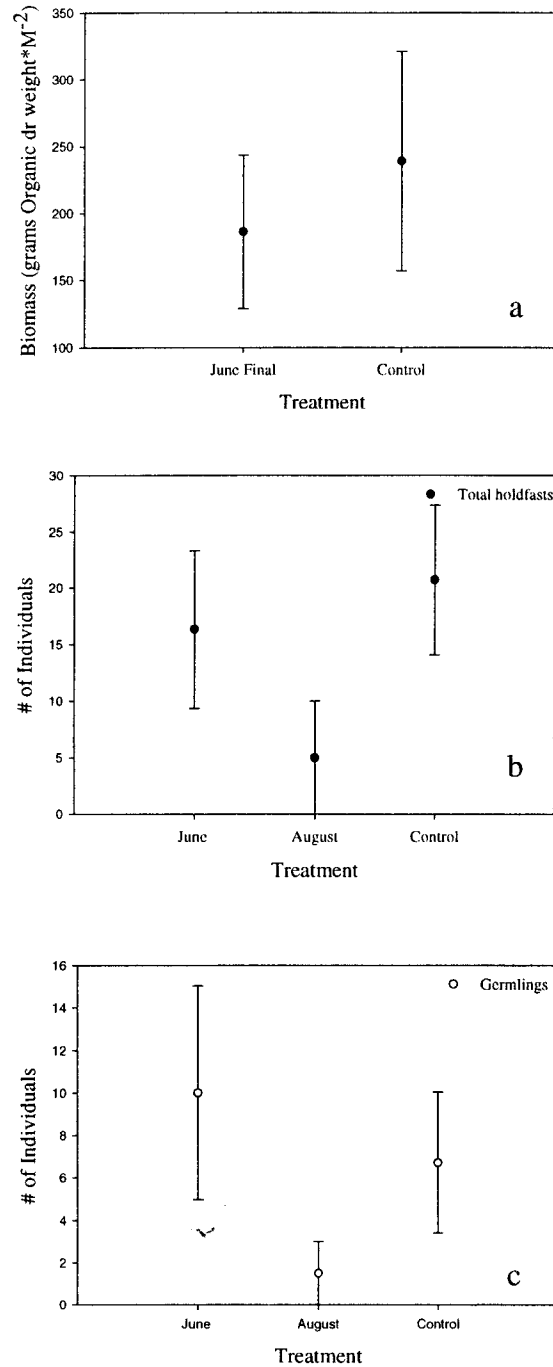 350
300
250
200
150
100
Biomass (grams Organic dr weight*M-2)
June Final
Control
Treatment
a
30
25
20
15
10
5
0
# of Individuals
Total holdfasts
June
August
Control
Treatment
b
16
14
12
10
8
6
4
2
0
# of Individuals
Germlings
June
August
Control
Treatment
c